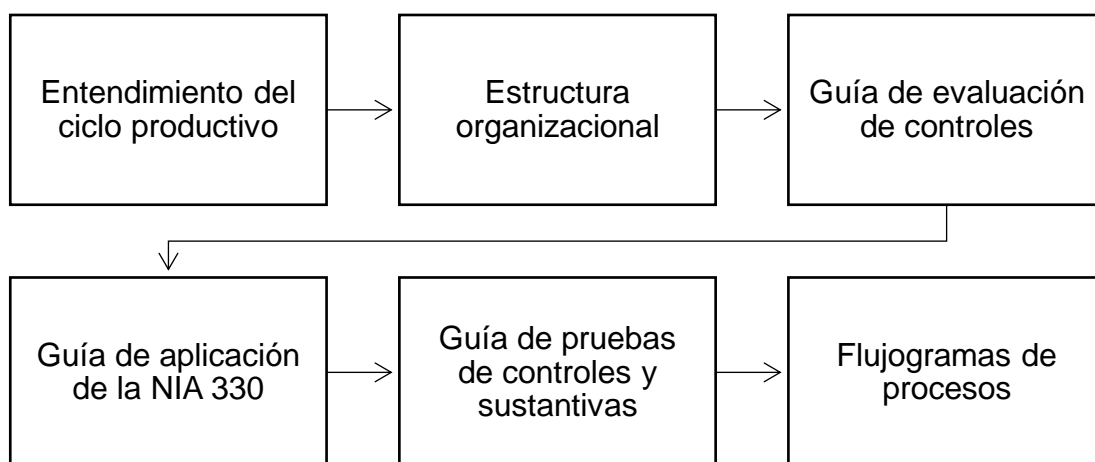 Entendimiento del
ciclo productivo
Estructura
organizacional
Guía de evaluación
de controles
Guía de aplicación
de la NIA 330
Guía de pruebas
de controles y
sustantivas
Flujogramas de
procesos